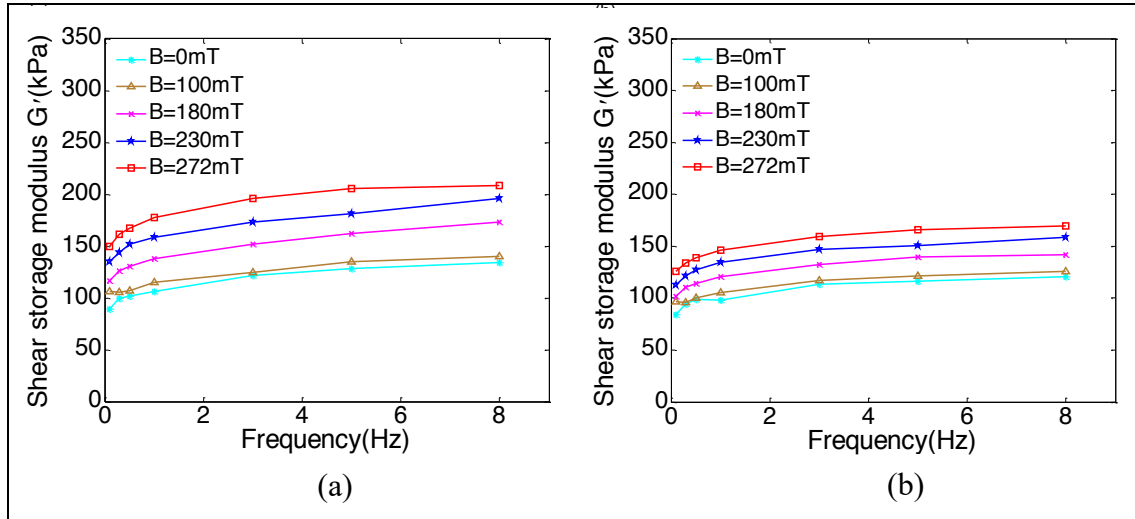 Shear storage modulus G′(kPa)
350
300
250
200
150
100
50
0
B=0mT
B=100mT
B=180mT
B=230mT
B=272mT
0 2 4 6 8
Frequency(Hz)
(a)
Shear storage modulus G′(kPa)
350
300
250
200
150
100
50
0
B=0mT
B=100mT
B=180mT
B=230mT
B=272mT
0 2 4 6 8
Frequency(Hz)
(b)